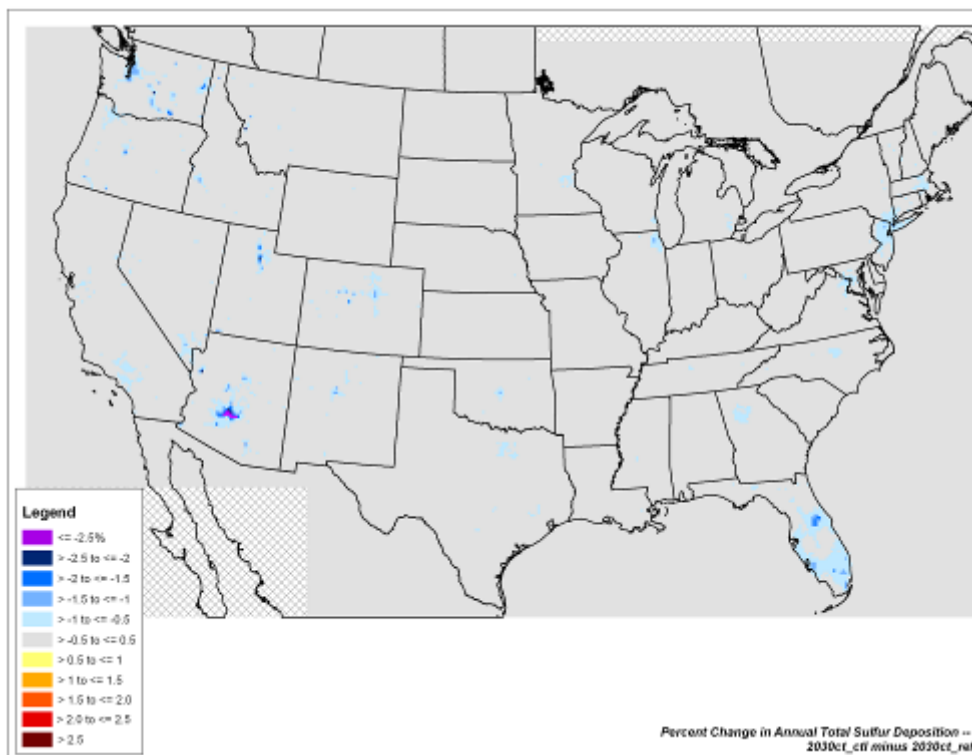 Legend
<= -2.5%
> -2.5 to <= -2
> -2 to <= -1.5
> -1.5 to <= -1
> -1 to <= -0.5
> -0.5 to <= 0.5
> 0.5 to <= 1
> 1 to <= 1.5
> 1.5 to <= 2.0
> 2.0 to <= 2.5
> 2.5
Percent Change in Annual Total Sulfur Deposition --
2030ct_ctl minus 2030ct_